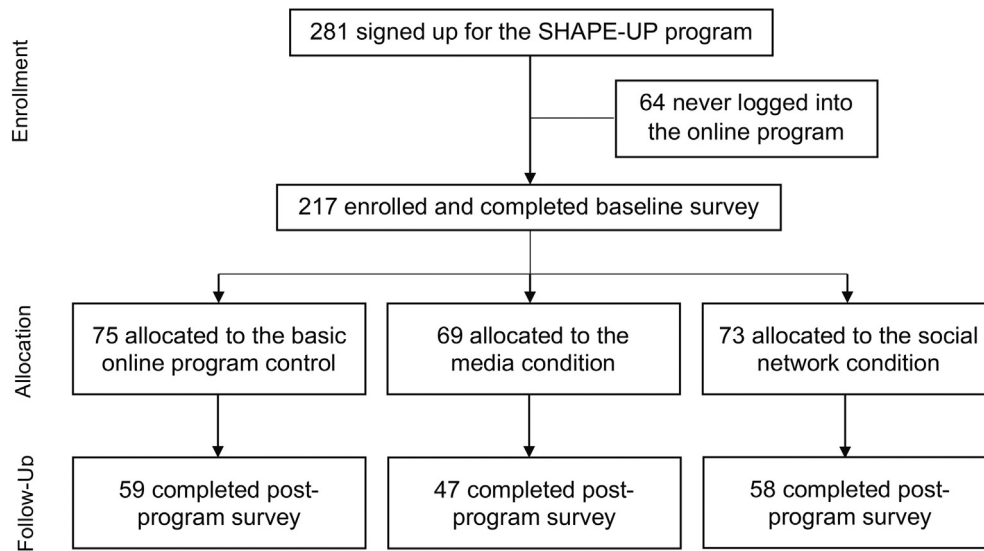 Enrollment
281 signed up for the SHAPE-UP program
64 never logged into
the online program
217 enrolled and completed baseline survey
Allocation
75 allocated to the basic
online program control
69 allocated to the
media condition
73 allocated to the social
network condition
Follow-Up
59 completed post-
program survey
47 completed post-
program survey
58 completed post-
program survey